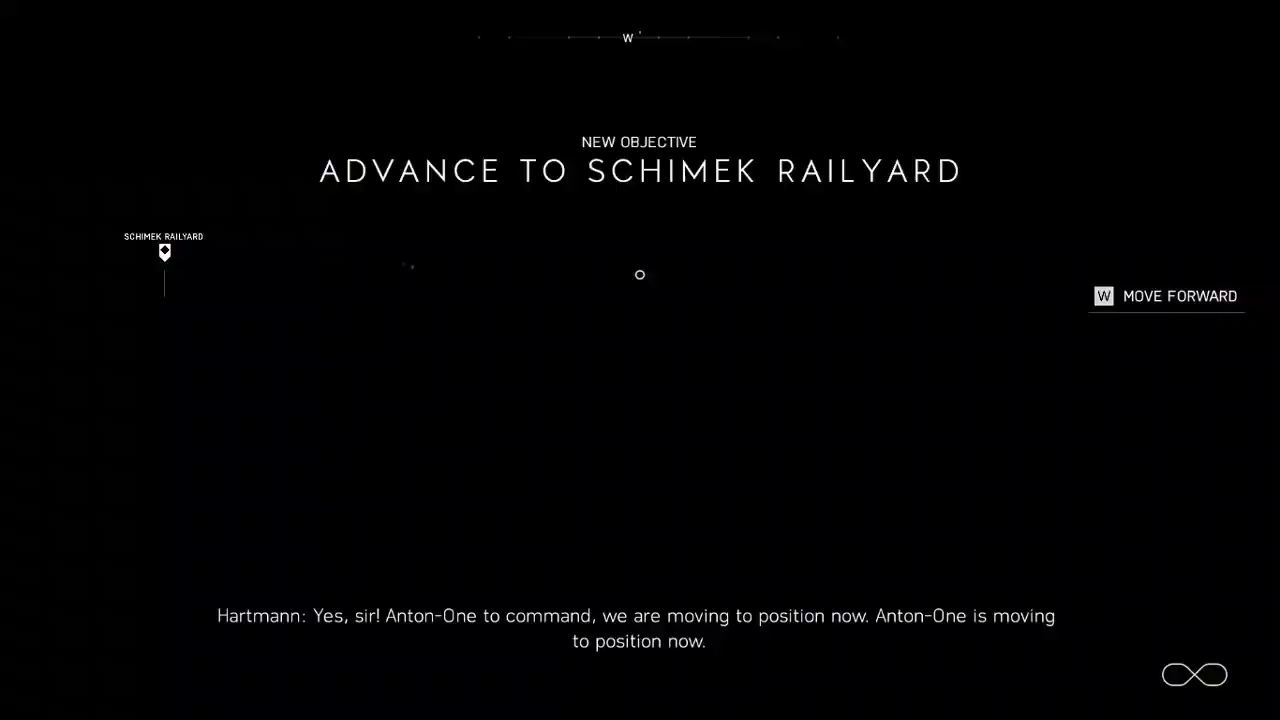 W
NEW OBJECTIVE
ADVANCE TO SCHIMEK RAILYARD
SCHIMEK RAILYARD
W MOVE FORWARD
Hartmann: Yes, sir! Anton-One to command, we are moving to position now. Anton-One is moving
to position now.